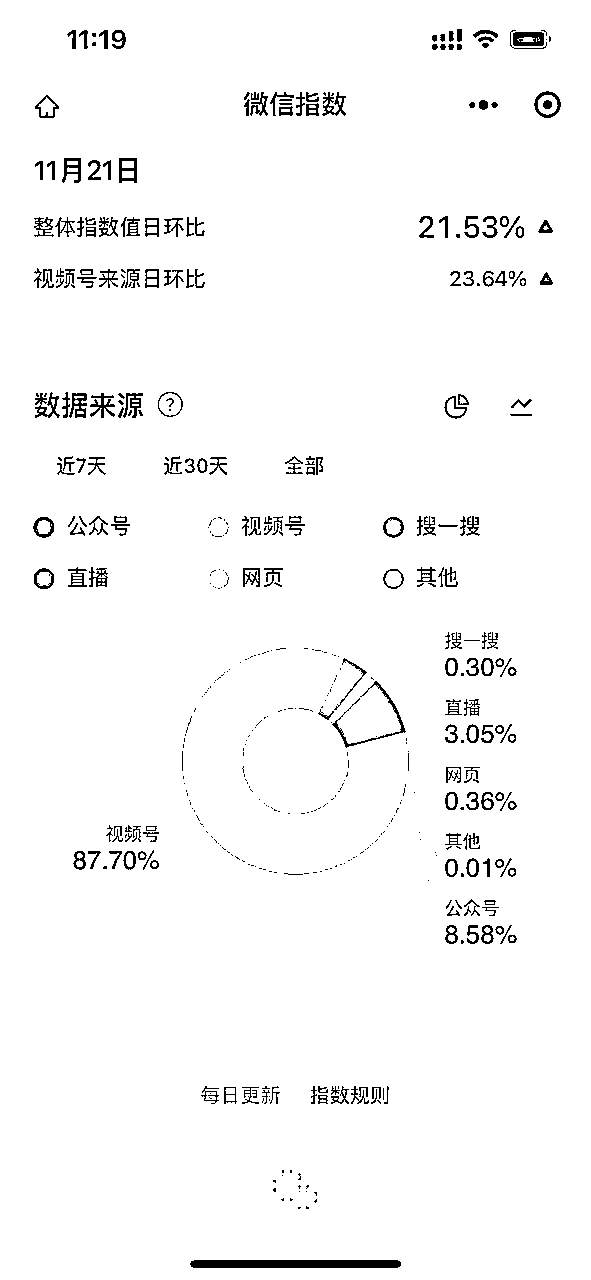 11:19
微信指数
11月21日
整体指数值日环比 21.53%
视频号来源日环比 23.64%
数据来源 ?
近7天 近30天 全部
公众号 视频号 搜一搜
直播 网页 其他
搜一搜
0.30%
直播
3.05%
网页
0.36%
其他
0.01%
公众号
8.58%
视频号
87.70%
每日更新 指数规则